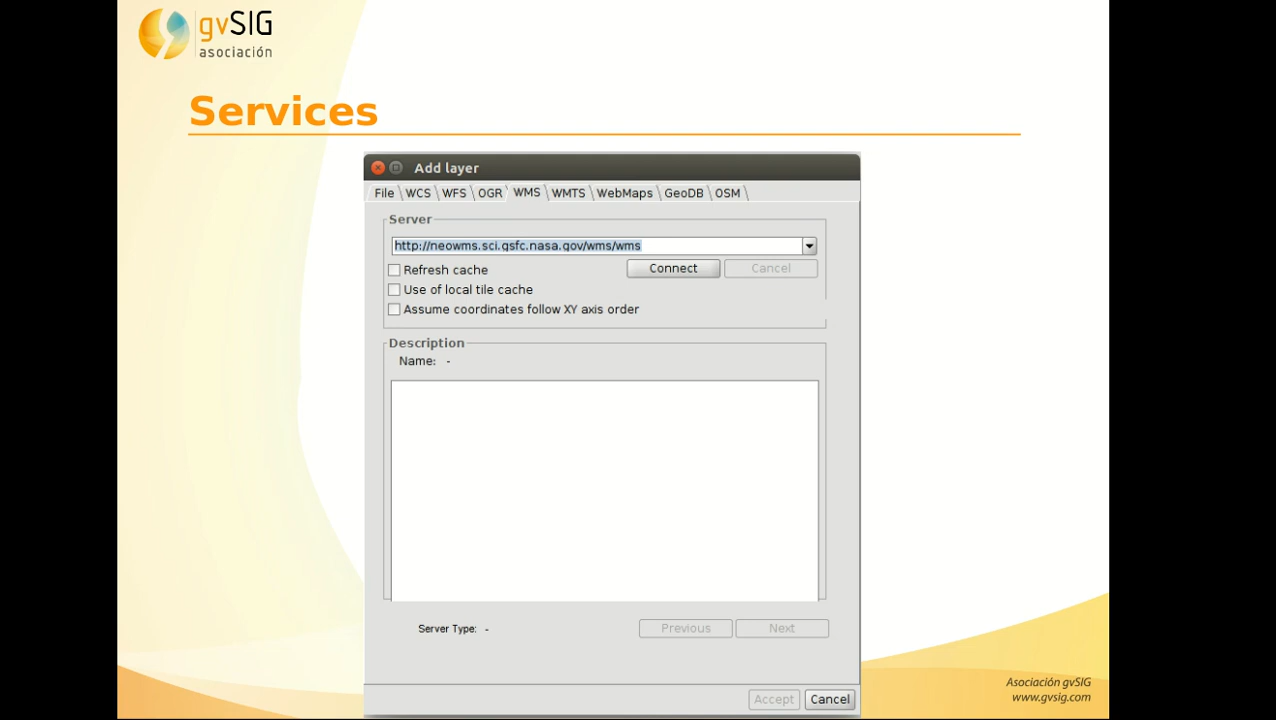 gvSIG
asociación
Services
Add layer
File WCS WFS OGR WMS WMTS WebMaps GeoDB OSM
Server
http://neowms.sci.gsfc.nasa.gov/wms/wms
Refresh cache Connect Cancel
Use of local tile cache
Assume coordinates follow XY axis order
Description
Name: -
Server Type: - Previous Next
Accept Cancel
Asociación gvSIG
www.gvsig.com